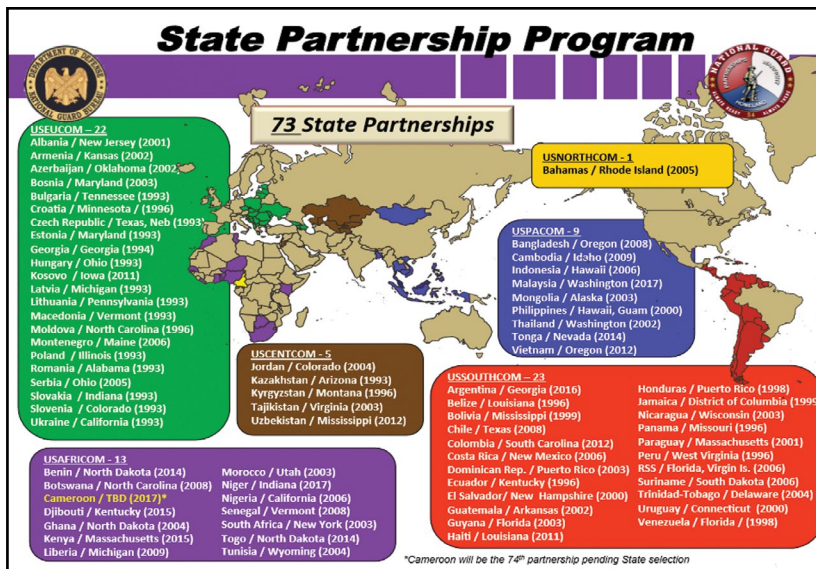 State Partnership Program
DEPARTMENT OF DEFENSE
NATIONAL GUARD BUREAU
NATIONAL GUARD
HOMELAND
73 State Partnerships
USEUCOM – 22
Albania / New Jersey (2001)
Armenia / Kansas (2002)
Azerbaijan / Oklahoma (2002)
Bosnia / Maryland (2003)
Bulgaria / Tennessee (1993)
Croatia / Minnesota / (1996)
Czech Republic / Texas, Neb (1993)
Estonia / Maryland (1993)
Georgia / Georgia (1994)
Hungary / Ohio (1993)
Kosovo / Iowa (2011)
Latvia / Michigan (1993)
Lithuania / Pennsylvania (1993)
Macedonia / Vermont (1993)
Moldova / North Carolina (1996)
Montenegro / Maine (2006)
Poland / Illinois (1993)
Romania / Alabama (1993)
Serbia / Ohio (2005)
Slovakia / Indiana (1993)
Slovenia / Colorado (1993)
Ukraine / California (1993)
USNORTHCOM - 1
Bahamas / Rhode Island (2005)
USPACOM - 9
Bangladesh / Oregon (2008)
Cambodia / Idaho (2009)
Indonesia / Hawaii (2006)
Malaysia / Washington (2017)
Mongolia / Alaska (2003)
Philippines / Hawaii, Guam (2000)
Thailand / Washington (2002)
Tonga / Nevada (2014)
Vietnam / Oregon (2012)
USCENTCOM - 5
Jordan / Colorado (2004)
Kazakhstan / Arizona (1993)
Kyrgyzstan / Montana (1996)
Tajikistan / Virginia (2003)
Uzbekistan / Mississippi (2012)
USSOUTHCOM - 23
Argentina / Georgia (2016)
Belize / Louisiana (1996)
Bolivia / Mississippi (1999)
Chile / Texas (2008)
Colombia / South Carolina (2012)
Costa Rica / New Mexico (2006)
Dominican Rep. / Puerto Rico (2003)
Ecuador / Kentucky (1996)
El Salvador/ New Hampshire (2000)
Guatemala / Arkansas (2002)
Guyana / Florida (2003)
Haiti / Louisiana (2011)
Honduras / Puerto Rico (1998)
Jamaica / District of Columbia (1999
Nicaragua / Wisconsin (2003)
Panama / Missouri (1996)
Paraguay / Massachusetts (2001)
Peru / West Virginia (1996)
RSS / Florida, Virgin Is. (2006)
Suriname / South Dakota (2006)
Trinidad-Tobago / Delaware (2004)
Uruguay / Connecticut (2000)
Venezuela / Florida / (1998)
USAFRICOM - 13
Benin / North Dakota (2014)
Botswana / North Carolina (2008)
Cameroon / TBD (2017)*
Djibouti / Kentucky (2015)
Ghana / North Dakota (2004)
Kenya / Massachusetts (2015)
Liberia / Michigan (2009)
Morocco / Utah (2003)
Niger / Indiana (2017)
Nigeria / California (2006)
Senegal / Vermont (2008)
South Africa / New York (2003)
Togo / North Dakota (2014)
Tunisia / Wyoming (2004)
*Cameroon will be the 74th partnership pending State selection